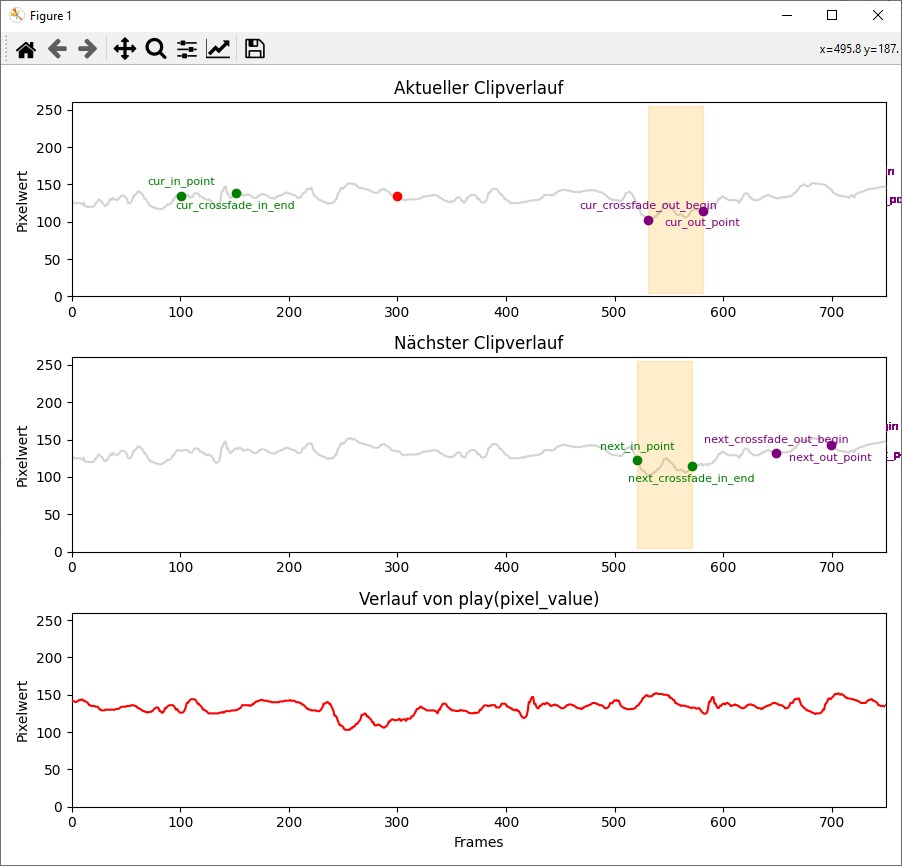 Figure 1
x=495.8 y=187.
Aktueller Clipverlauf
Pixelwert
250
200
150
100
50
0
cur_in_point
cur_crossfade_in_end
cur_crossfade_out_begin
cur_out_point
0 100 200 300 400 500 600 700
Nächster Clipverlauf
Pixelwert
250
200
150
100
50
0
next_in_point
next_crossfade_in_end
next_crossfade_out_begin
next_out_point
0 100 200 300 400 500 600 700
Verlauf von play(pixel_value)
Pixelwert
250
200
150
100
50
0
0 100 200 300 400 500 600 700
Frames